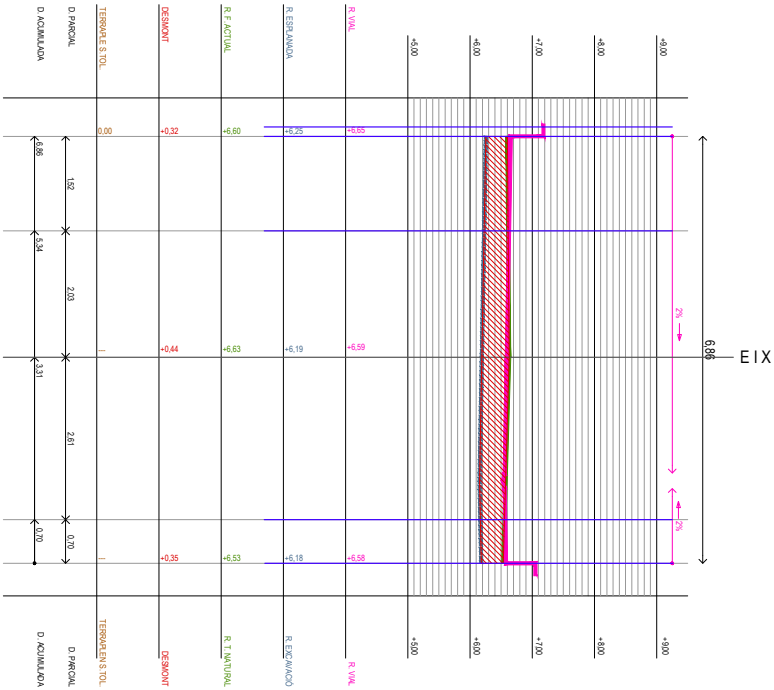 D. ACUMULADA
D. PARCIAL
TERRAPLE S.TOL.
DESMONT
R. F. ACTUAL
R. ESPLANADA
R. VIAL
+5,00
+6,00
+7,00
+8,00
+9,00
0,00
+0,32
+6,60
+6,25
+6,65
6,86
1,52
5,34
2,03
2%
6,86
---
+0,44
+6,63
+6,19
+6,59
EIX
3,31
2,61
0,70
0,70
2%
---
+0,35
+6,53
+6,18
+6,58
D. ACUMULADA
D. PARCIAL
TERRAPLEN S.TOL.
DESMONT
R. T. NATURAL
R. EXCAVACIÓ
R. VIAL
+5,00
+6,00
+7,00
+8,00
+9,00